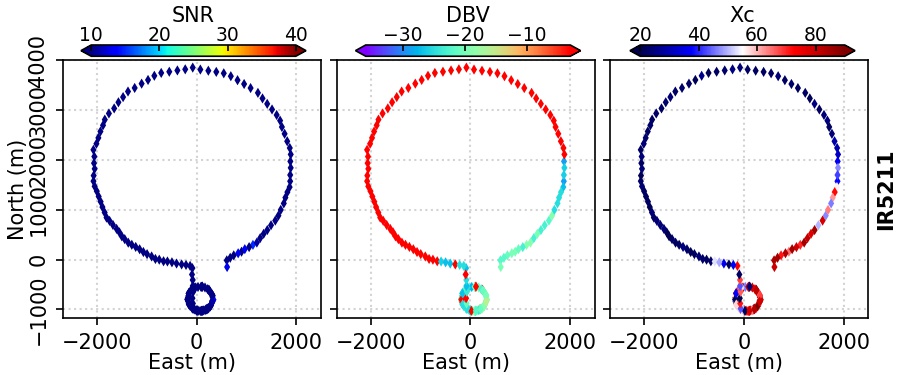 SNR DBV Xc
10 20 30 40 −30 −20 −10 20 40 60 80
North (m)
4000
3000
2000
1000
0
−1000
−2000 0 2000 −2000 0 2000 −2000 0 2000
East (m) East (m) East (m)
IR5211